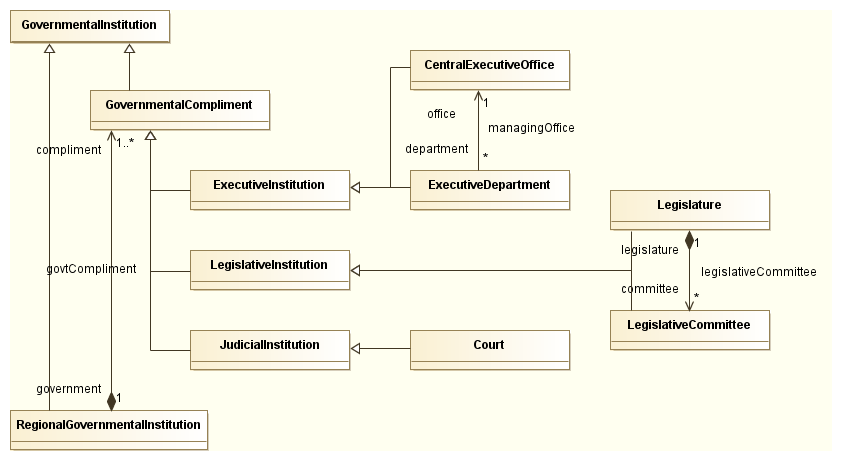 GovernmentalInstitution
CentralExecutiveOffice
GovernmentalCompliment
1
office
managingOffice
compliment
1..*
department
*
ExecutiveInstitution
ExecutiveDepartment
Legislature
legislature
1
LegislativeInstitution
govtCompliment
legislativeCommittee
committee
*
LegislativeCommittee
JudicialInstitution
Court
government
1
RegionalGovernmentalInstitution